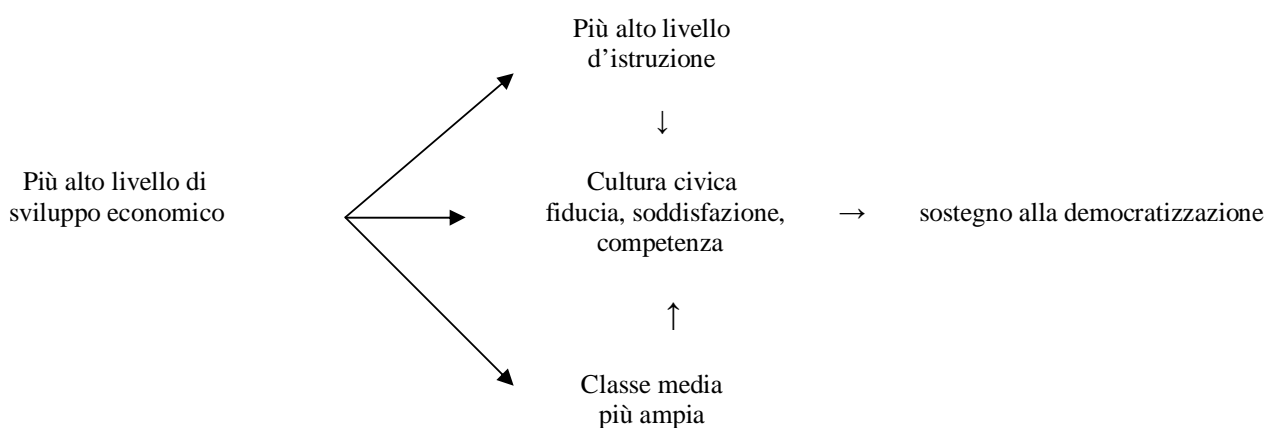 Più alto livello
d'istruzione
↓
Più alto livello di
sviluppo economico
Cultura civica
fiducia, soddisfazione,
competenza
→
sostegno alla democratizzazione
↑
Classe media
più ampia